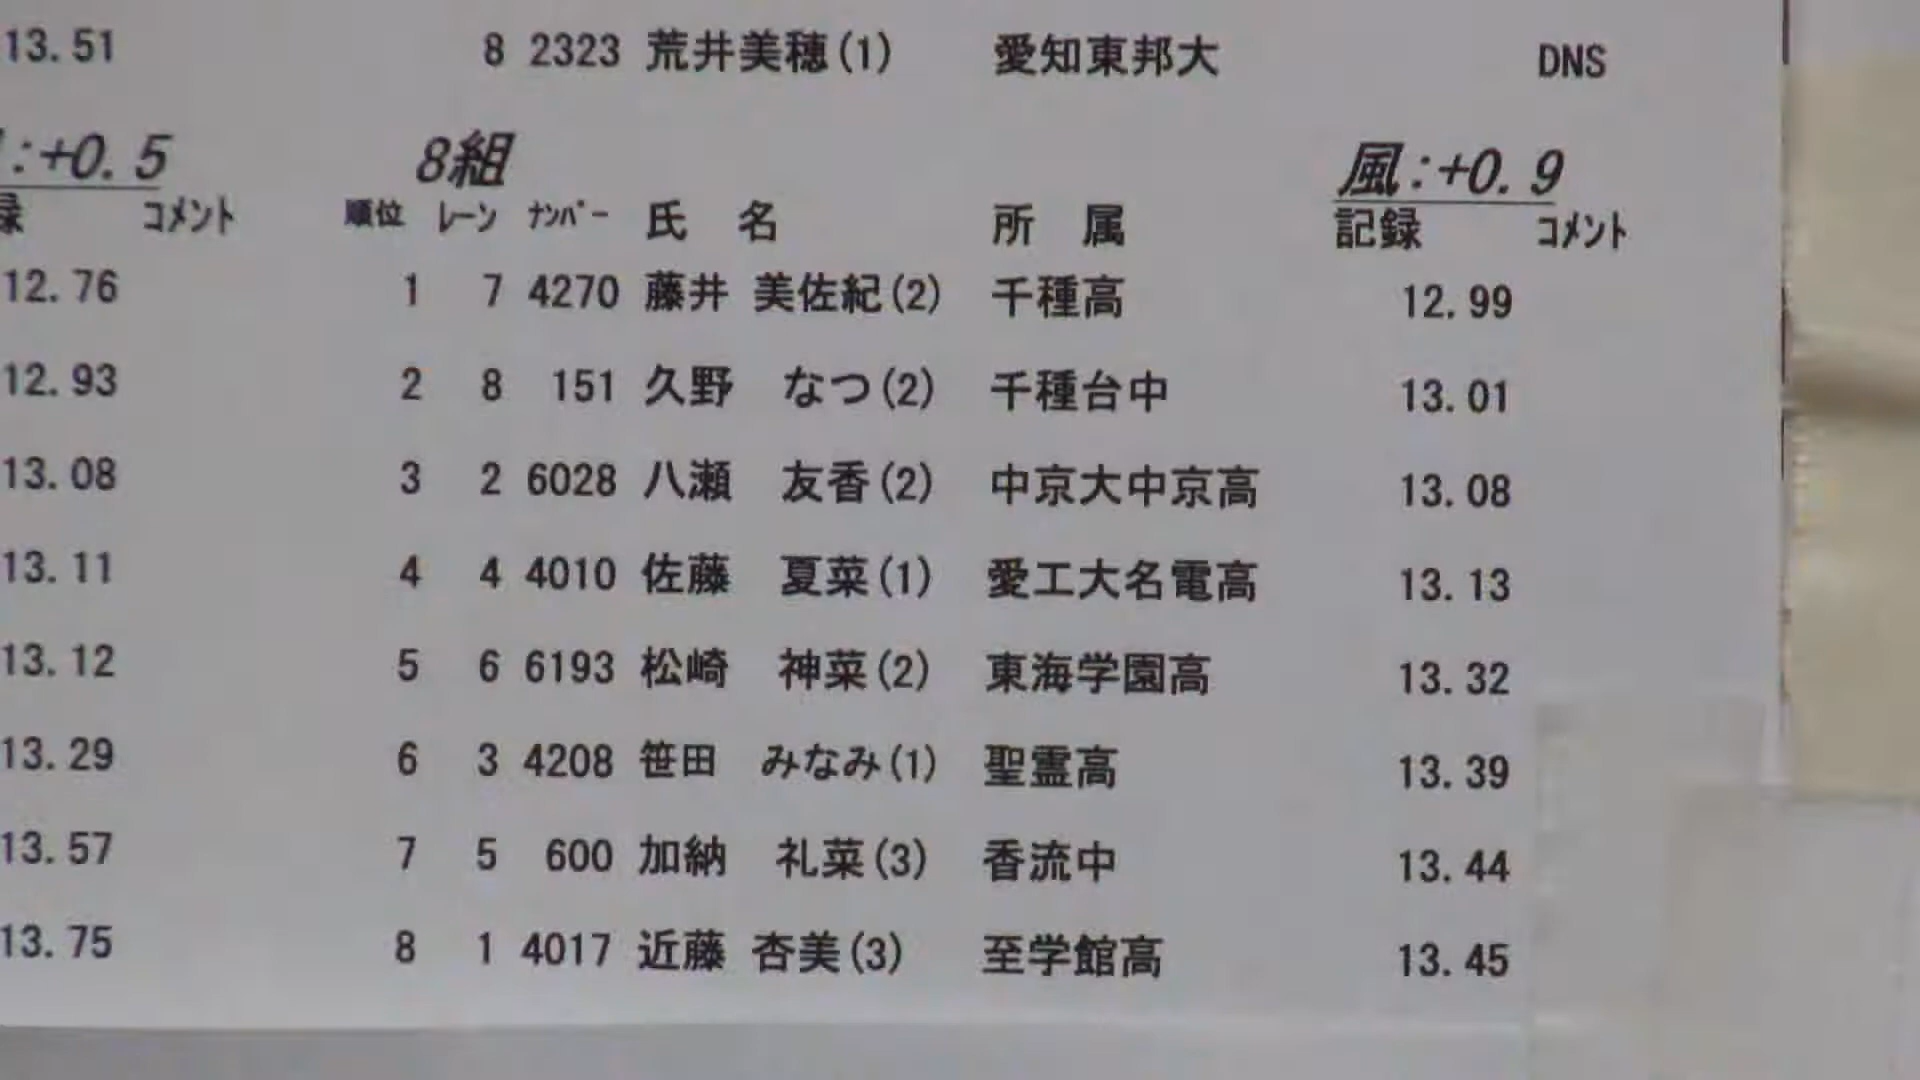 13.51 8 2323 荒井美穂(1) 愛知東邦大 DNS
:+0.5 8組 風:+0.9
録 コメント 順位 レーン ナンバー 氏 名 所 属 記録 コメント
12.76 1 7 4270 藤井 美佐紀(2) 千種高 12.99
12.93 2 8 151 久野 なつ(2) 千種台中 13.01
13.08 3 2 6028 八瀬 友香(2) 中京大中京高 13.08
13.11 4 4 4010 佐藤 夏菜(1) 愛工大名電高 13.13
13.12 5 6 6193 松崎 神菜(2) 東海学園高 13.32
13.29 6 3 4208 笹田 みなみ(1) 聖霊高 13.39
13.57 7 5 600 加納 礼菜(3) 香流中 13.44
13.75 8 1 4017 近藤 杏美(3) 至学館高 13.45